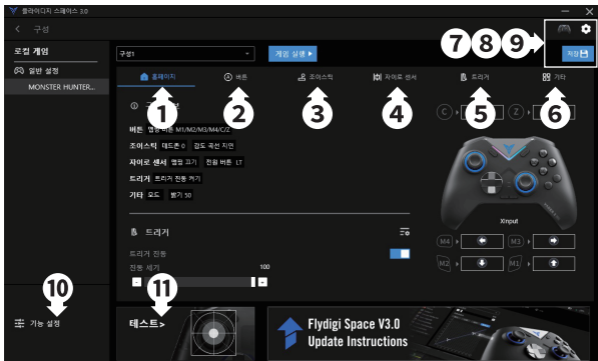 플라이디지 스페이스 3.0
< 구성
7 8 9
저장
로컬 게임
일반 설정
MONSTER HUNTER...
구성1
게임 실행
홈페이지
버튼
조이스틱
자이로 센서
트리거
기타
1 2 3 4 5 6
버튼 맵핑 버튼 M1/M2/M3/M4/C/Z
조이스틱 데드존 0 감도 곡선 지연
자이로 센서 맵핑 끄기 전월 버튼 LT
트리거 트리거 진동 켜기
기타 모드 밝기 50
트리거
트리거 진동
진동 세기 100
C
Z
Xinput
M4
M3
M2
M1
10
기능 설정
11
테스트>
Flydigi Space V3.0
Update Instructions